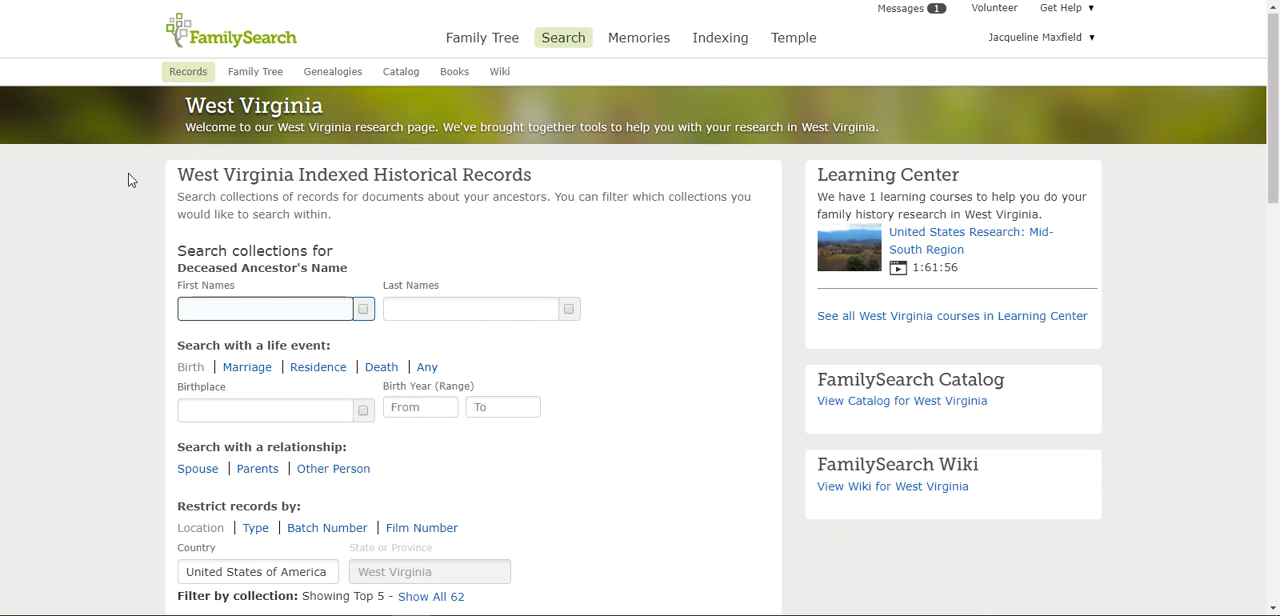 Messages 1 Volunteer Get Help ▼
FamilySearch Family Tree Search Memories Indexing Temple Jacqueline Maxfield ▼
Records Family Tree Genealogies Catalog Books Wiki
West Virginia
Welcome to our West Virginia research page. We've brought together tools to help you with your research in West Virginia.
West Virginia Indexed Historical Records
Search collections of records for documents about your ancestors. You can filter which collections you
would like to search within.
Search collections for
Deceased Ancestor's Name
First Names Last Names
Search with a life event:
Birth | Marriage | Residence | Death | Any
Birthplace Birth Year (Range)
From To
Search with a relationship:
Spouse | Parents | Other Person
Restrict records by:
Location | Type | Batch Number | Film Number
Country State or Province
United States of America West Virginia
Filter by collection: Showing Top 5 - Show All 62
Learning Center
We have 1 learning courses to help you do your
family history research in West Virginia.
United States Research: Mid-
South Region
1:61:56
See all West Virginia courses in Learning Center
FamilySearch Catalog
View Catalog for West Virginia
FamilySearch Wiki
View Wiki for West Virginia